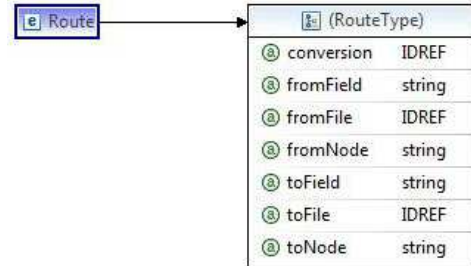 e Route
(RouteType)
a conversion IDREF
a fromField string
a fromFile IDREF
a fromNode string
a toField string
a toFile IDREF
a toNode string